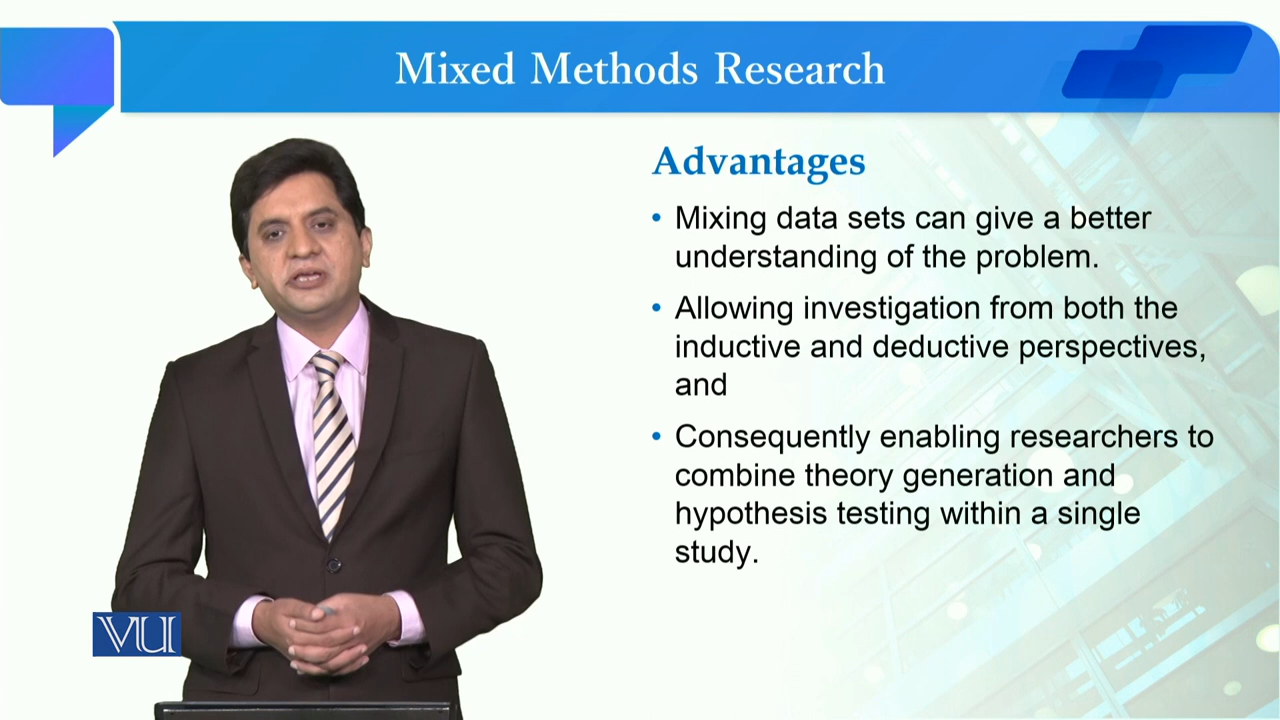 Mixed Methods Research
Advantages
• Mixing data sets can give a better
understanding of the problem.
• Allowing investigation from both the
inductive and deductive perspectives,
and
• Consequently enabling researchers to
combine theory generation and
hypothesis testing within a single
study.
VU